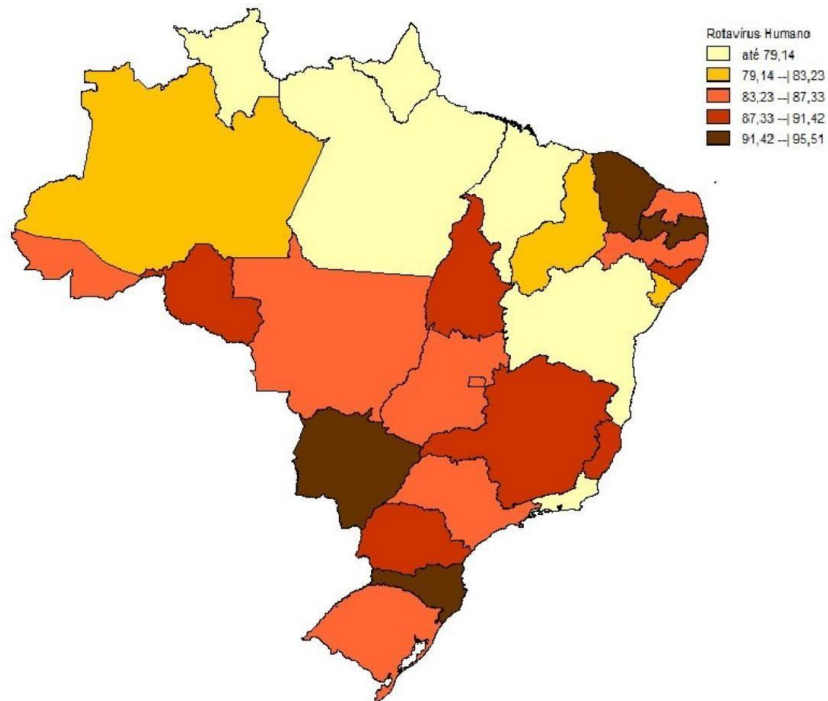 Rotavírus Humano
até 79,14
79,14 --| 83,23
83,23 --| 87,33
87,33 --| 91,42
91,42 --| 95,51